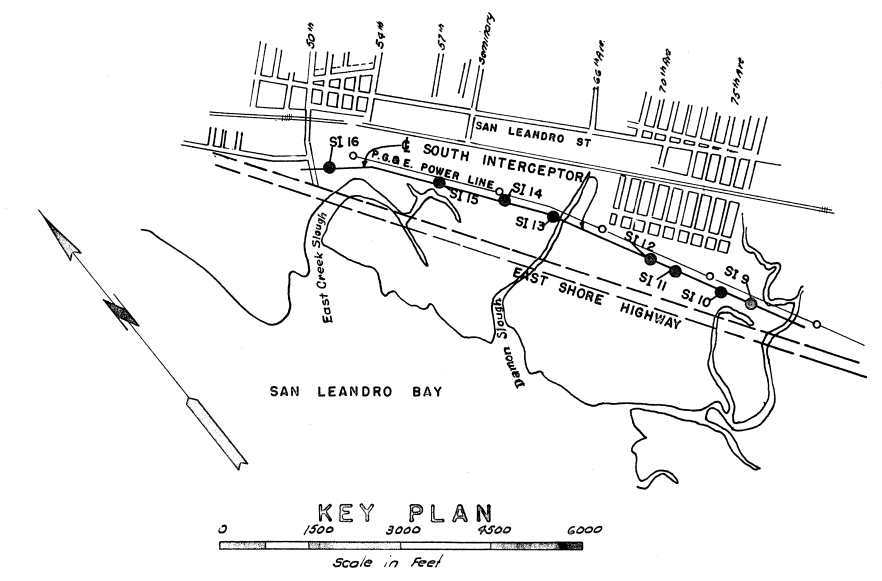 50th
54th
57th
Seminary
66th Ave.
70th Ave
75th Ave
SAN LEANDRO ST
SI 16
℄ SOUTH INTERCEPTOR
P.G.&E. POWER LINE
SI 15
SI 14
SI 13
SI 12
SI 11
SI 10
SI 9
EAST SHORE HIGHWAY
East Creek Slough
Damon Slough
SAN LEANDRO BAY
KEY PLAN
0 1500 3000 4500 6000
Scale in Feet